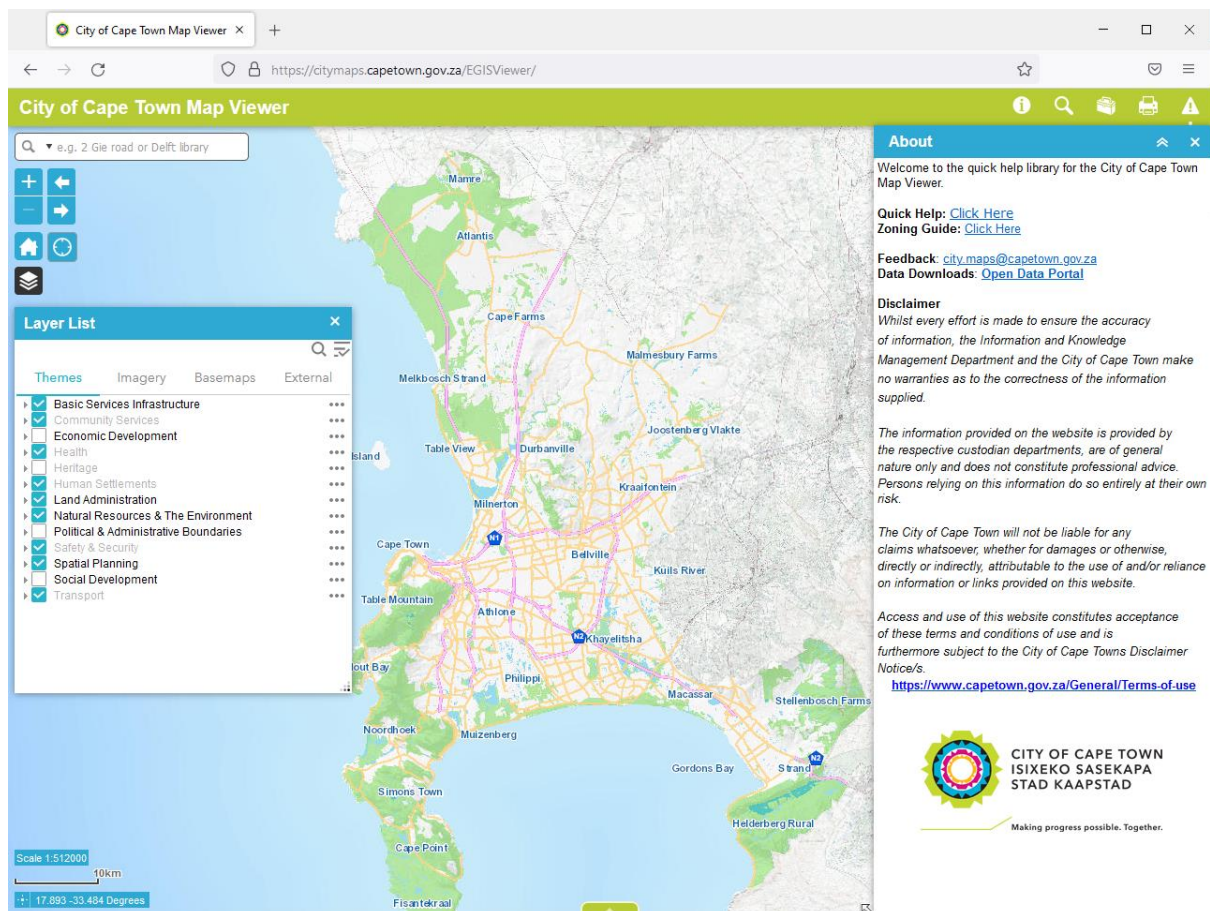 City of Cape Town Map Viewer
https://citymaps.capetown.gov.za/EGISViewer/
City of Cape Town Map Viewer
e.g. 2 Gie road or Delft library
Layer List
Themes Imagery Basemaps External
Basic Services Infrastructure
Community Services
Economic Development
Health
Heritage
Human Settlements
Land Administration
Natural Resources & The Environment
Political & Administrative Boundaries
Safety & Security
Spatial Planning
Social Development
Transport
Mamre
Atlantis
Cape Farms
Malmesbury Farms
Melkbosch Strand
Joostenberg Vlakte
Island
Table View
Durbanville
Kraaifontein
Milnerton
N1
Cape Town
Bellville
Kuils River
Table Mountain
Athlone
N2
Khayelitsha
out Bay
Philippi
Macassar
Stellenbosch Farms
Noordhoek
Muizenberg
N2
Gordons Bay
Strand
Simons Town
Helderberg Rural
Cape Point
Fisantekraal
Scale 1:512000
10km
17.893 -33.484 Degrees
About
Welcome to the quick help library for the City of Cape Town
Map Viewer.
Quick Help: Click Here
Zoning Guide: Click Here
Feedback: city.maps@capetown.gov.za
Data Downloads: Open Data Portal
Disclaimer
Whilst every effort is made to ensure the accuracy
of information, the Information and Knowledge
Management Department and the City of Cape Town make
no warranties as to the correctness of the information
supplied.
The information provided on the website is provided by
the respective custodian departments, are of general
nature only and does not constitute professional advice.
Persons relying on this information do so entirely at their own
risk.
The City of Cape Town will not be liable for any
claims whatsoever, whether for damages or otherwise,
directly or indirectly, attributable to the use of and/or reliance
on information or links provided on this website.
Access and use of this website constitutes acceptance
of these terms and conditions of use and is
furthermore subject to the City of Cape Towns Disclaimer
Notice/s.
https://www.capetown.gov.za/General/Terms-of-use
CITY OF CAPE TOWN
ISIXEKO SASEKAPA
STAD KAAPSTAD
Making progress possible. Together.